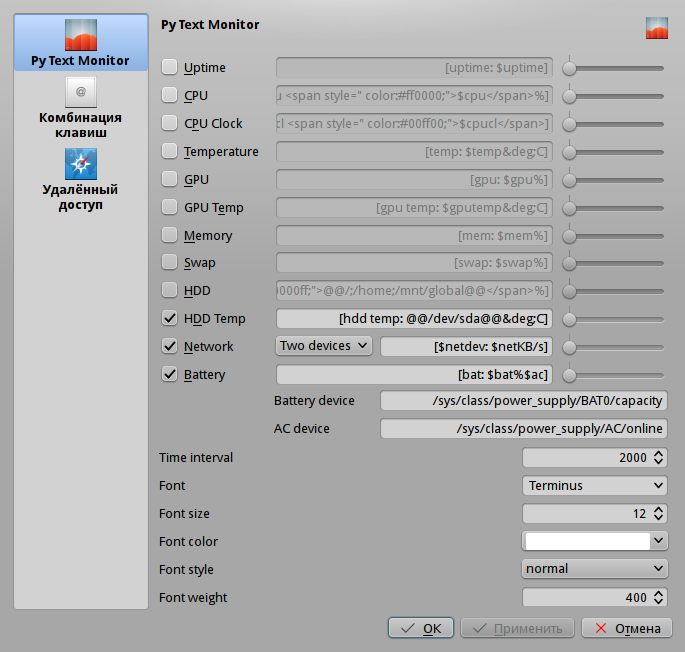 Py Text Monitor
Комбинация
клавиш
Удалённый
доступ
Py Text Monitor
Uptime [uptime: $uptime]
CPU <span style=" color:#ff0000;">$cpu</span>%]
CPU Clock <span style=" color:#00ff00;">$cpucl</span>]
Temperature [temp: $temp&deg;C]
GPU [gpu: $gpu%]
GPU Temp [gpu temp: $gputemp&deg;C]
Memory [mem: $mem%]
Swap [swap: $swap%]
HDD 0000ff;">@@/;/home;/mnt/global@@</span>%]
HDD Temp [hdd temp: @@/dev/sda@@&deg;C]
Network Two devices [$netdev: $netKB/s]
Battery [bat: $bat%$ac]
Battery device /sys/class/power_supply/BAT0/capacity
AC device /sys/class/power_supply/AC/online
Time interval 2000
Font Terminus
Font size 12
Font color
Font style normal
Font weight 400
OK Применить Отмена